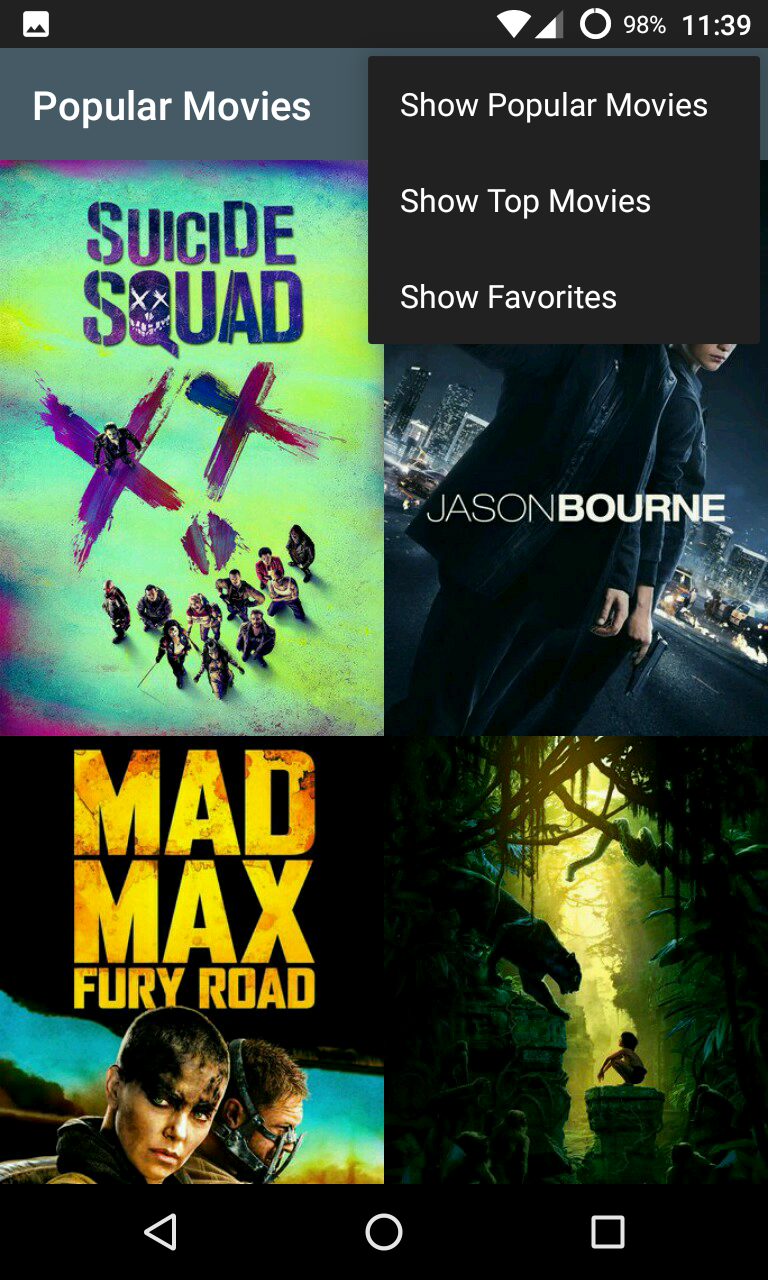 98% 11:39
Popular Movies
Show Popular Movies
Show Top Movies
Show Favorites
SUICIDE
SQUAD
JASONBOURNE
MAD
MAX
FURY ROAD